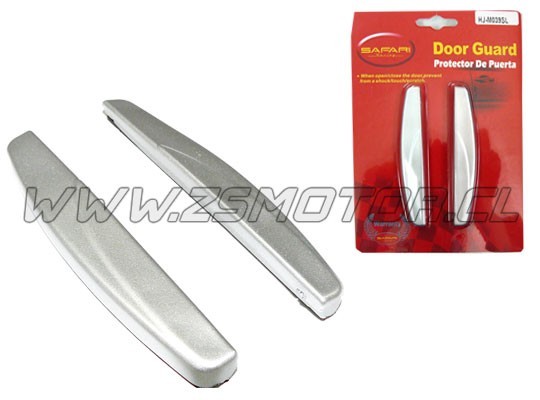 HJ-M039SL
SAFARI
Door Guard
Protector De Puerta
• When open/close the door,prevent
from a shock/touch/scratch.
WWW.ZSMOTOR.CL
SAFARI